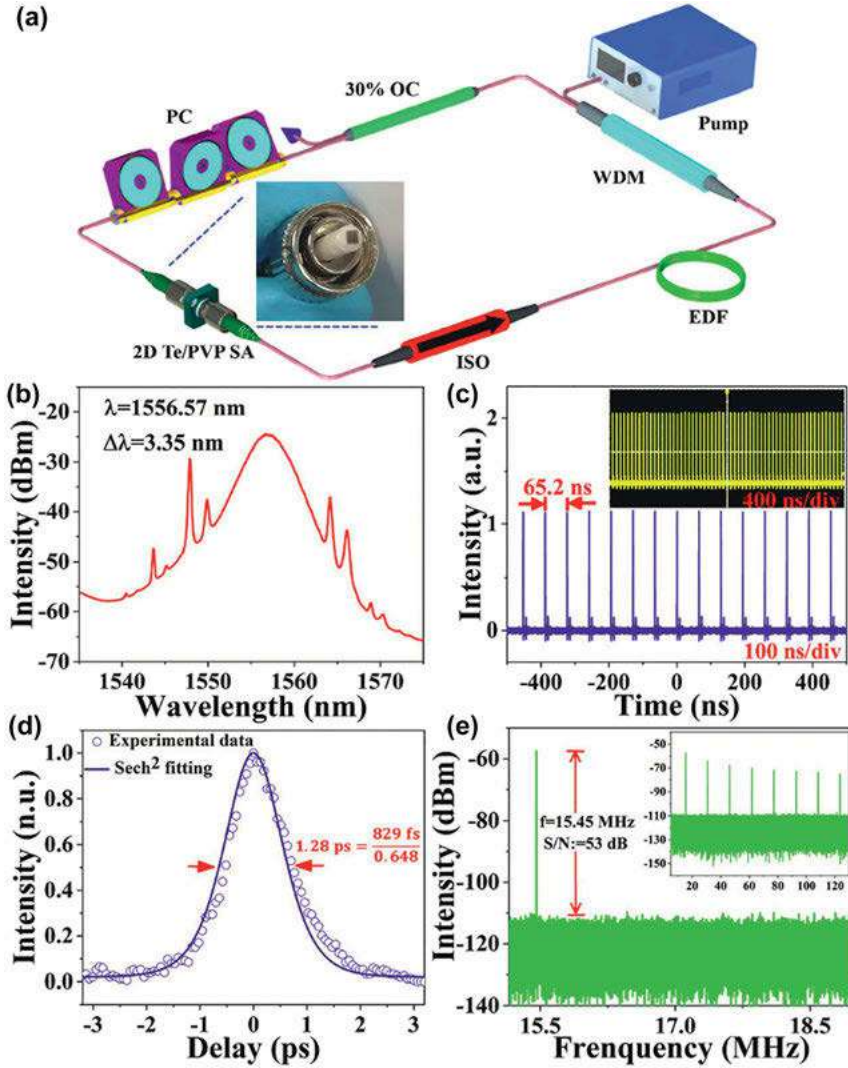 (a)
30% OC
PC
Pump
WDM
EDF
ISO
2D Te/PVP SA
(b)
λ=1556.57 nm
Δλ=3.35 nm
Intensity (dBm)
-20
-30
-40
-50
-60
-70
1540 1550 1560 1570
Wavelength (nm)
(c)
Intensity (a.u.)
2
1
0
65.2 ns
400 ns/div
100 ns/div
-400 -200 0 200 400
Time (ns)
(d)
Experimental data
Sech² fitting
Intensity (n.u.)
1.0
0.8
0.6
0.4
0.2
0.0
1.28 ps = 829 fs
0.648
-3 -2 -1 0 1 2 3
Delay (ps)
(e)
Intensity (dBm)
-60
-80
-100
-120
-140
f=15.45 MHz
S/N:=53 dB
-50
-70
-90
-110
-130
-150
20 40 60 80 100 120
15.5 17.0 18.5
Frenquency (MHz)